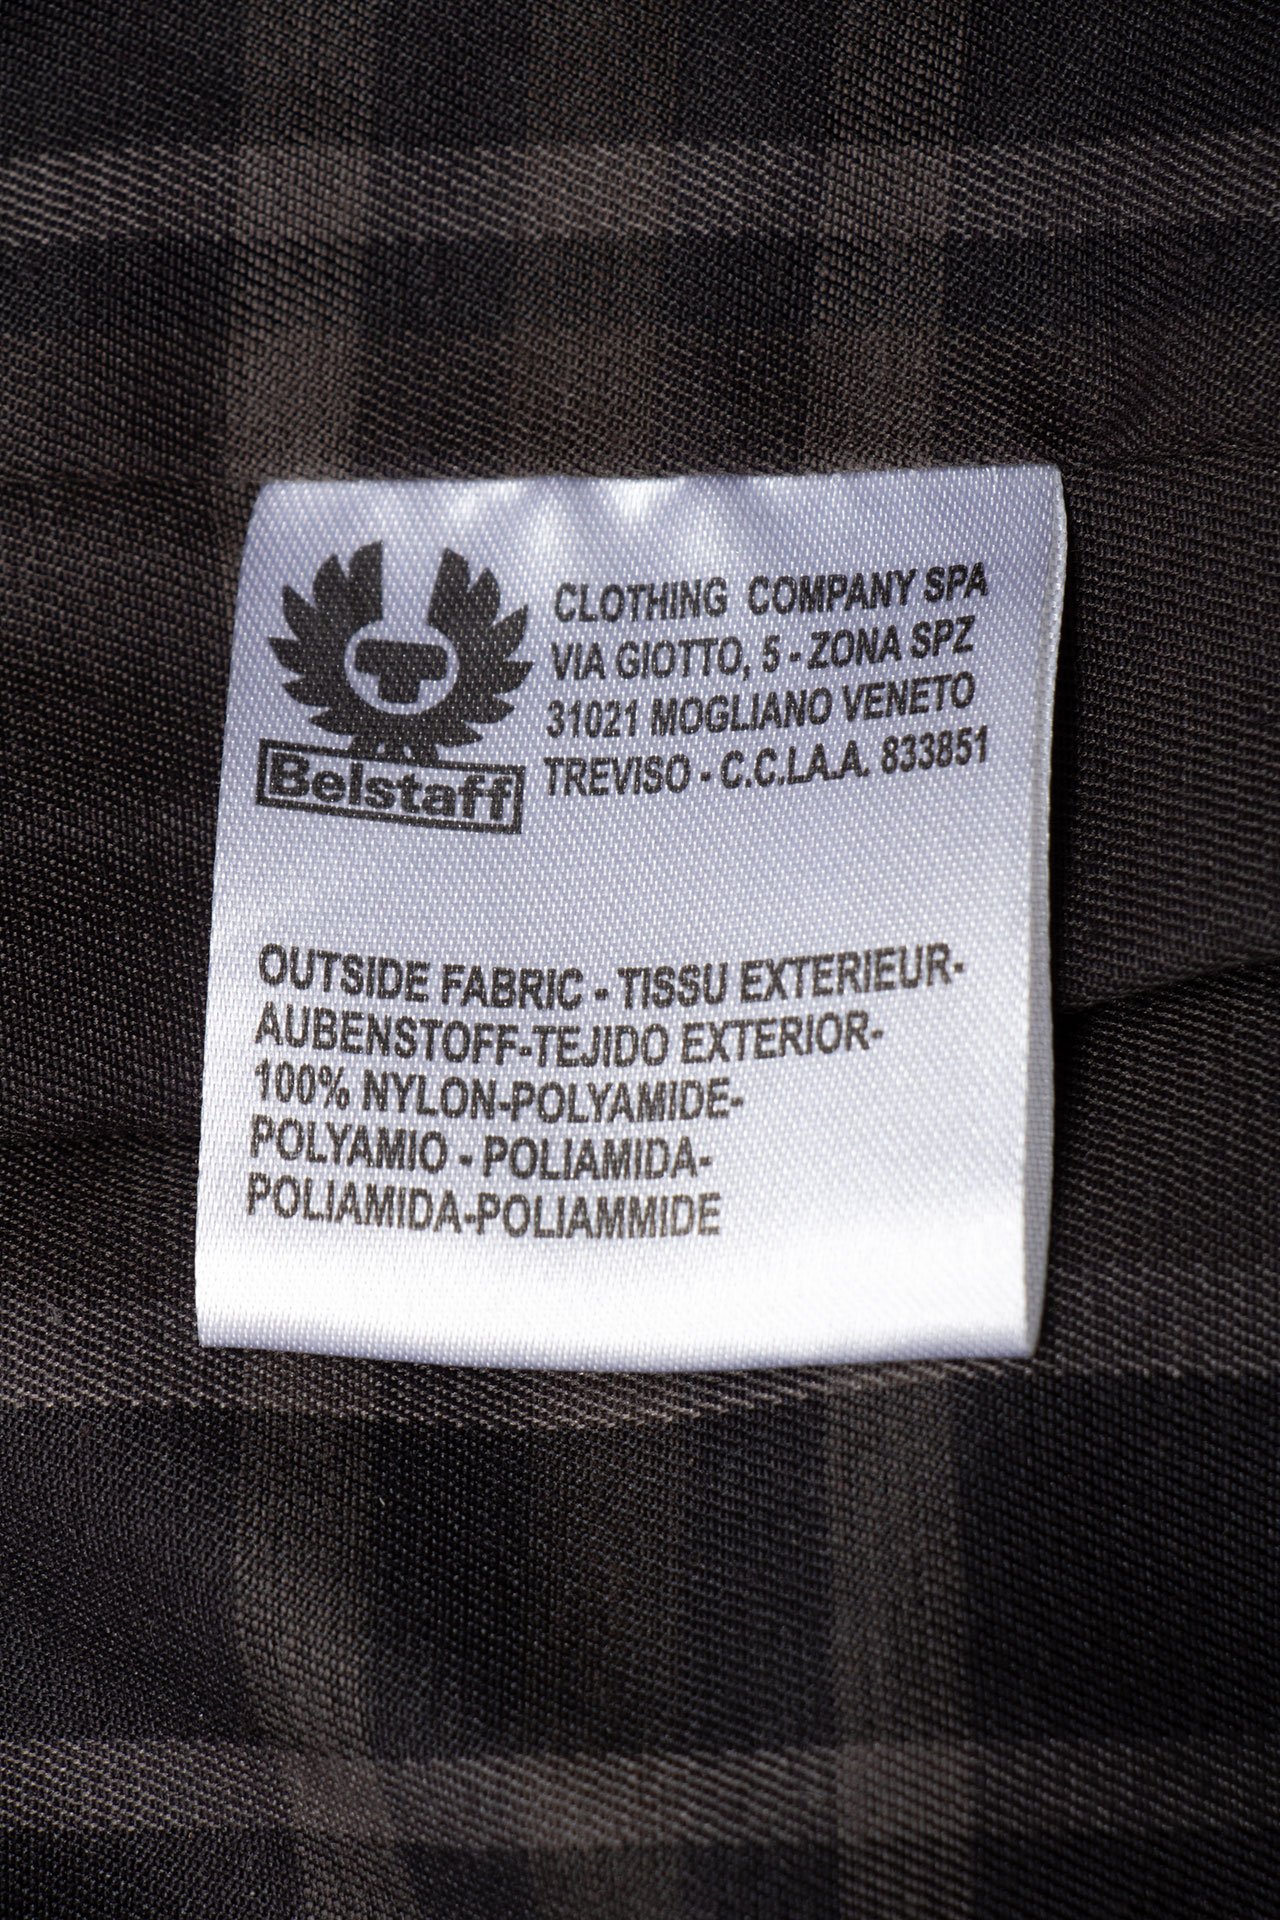 Belstaff
CLOTHING COMPANY SPA
VIA GIOTTO, 5 - ZONA SPZ
31021 MOGLIANO VENETO
TREVISO - C.C.I.A.A. 833851
OUTSIDE FABRIC - TISSU EXTERIEUR-
AUBENSTOFF-TEJIDO EXTERIOR-
100% NYLON-POLYAMIDE-
POLYAMIO - POLIAMIDA-
POLIAMIDA-POLIAMMIDE